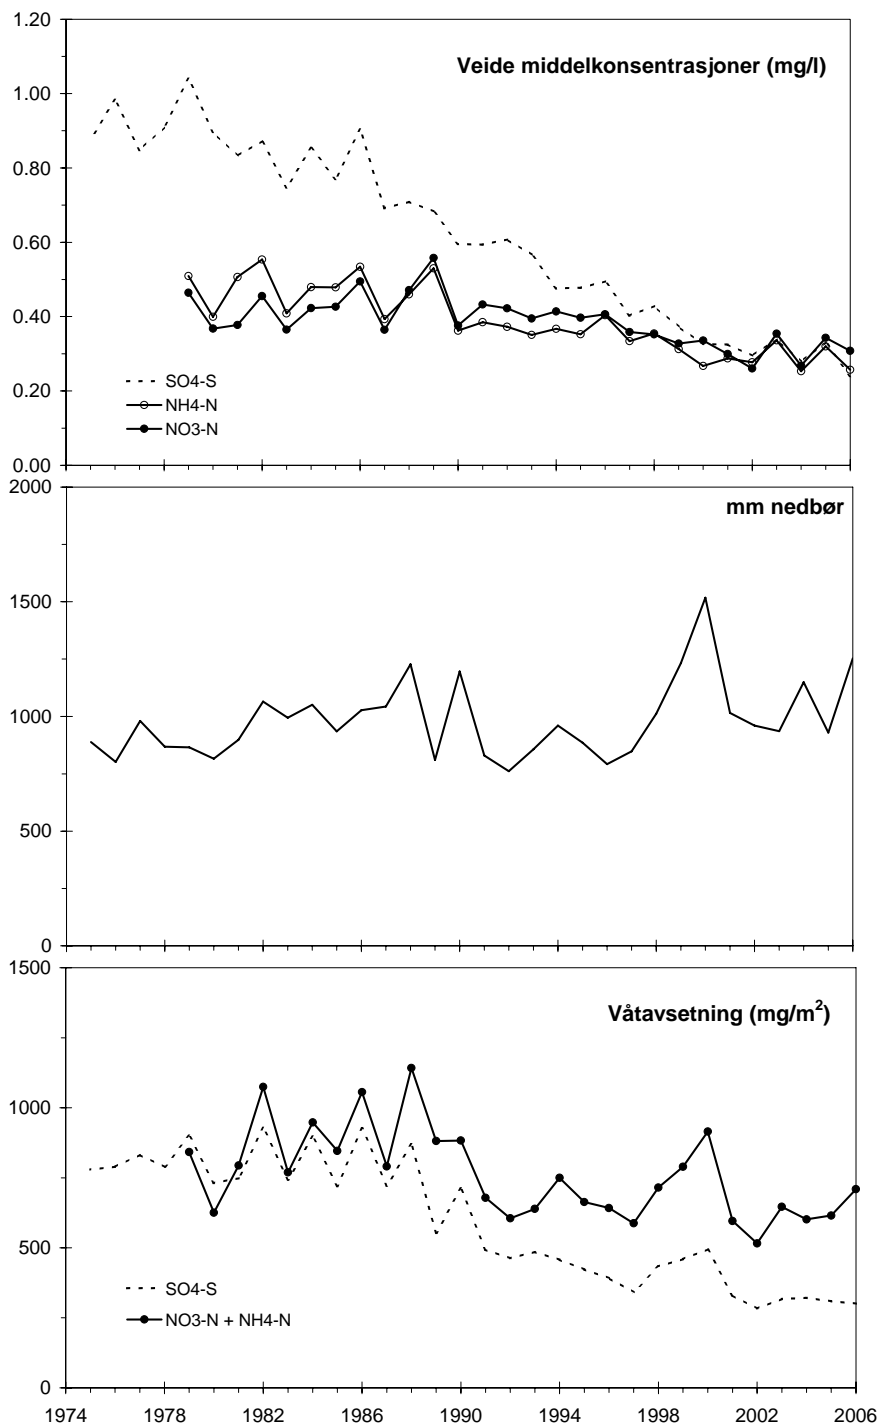 1.20
Veide middelkonsentrasjoner (mg/l)
1.00
0.80
0.60
0.40
SO4-S
0.20
NH4-N
NO3-N
0.00
2000
mm nedbør
1500
1000
500
0
1500
Våtavsetning (mg/m²)
1000
500
SO4-S
NO3-N + NH4-N
0
1974 1978 1982 1986 1990 1994 1998 2002 2006